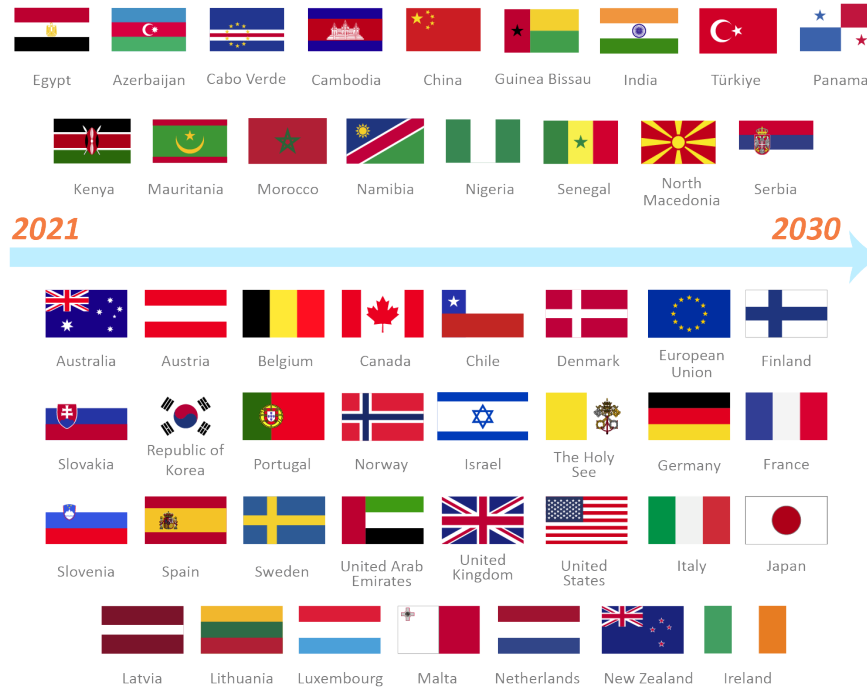 Egypt
Azerbaijan
Cabo Verde
Cambodia
China
Guinea Bissau
India
Türkiye
Panama
Kenya
Mauritania
Morocco
Namibia
Nigeria
Senegal
North
Macedonia
Serbia
2021
2030
Australia
Austria
Belgium
Canada
Chile
Denmark
European
Union
Finland
Slovakia
Republic of
Korea
Portugal
Norway
Israel
The Holy
See
Germany
France
Slovenia
Spain
Sweden
United Arab
Emirates
United
Kingdom
United
States
Italy
Japan
Latvia
Lithuania
Luxembourg
Malta
Netherlands
New Zealand
Ireland